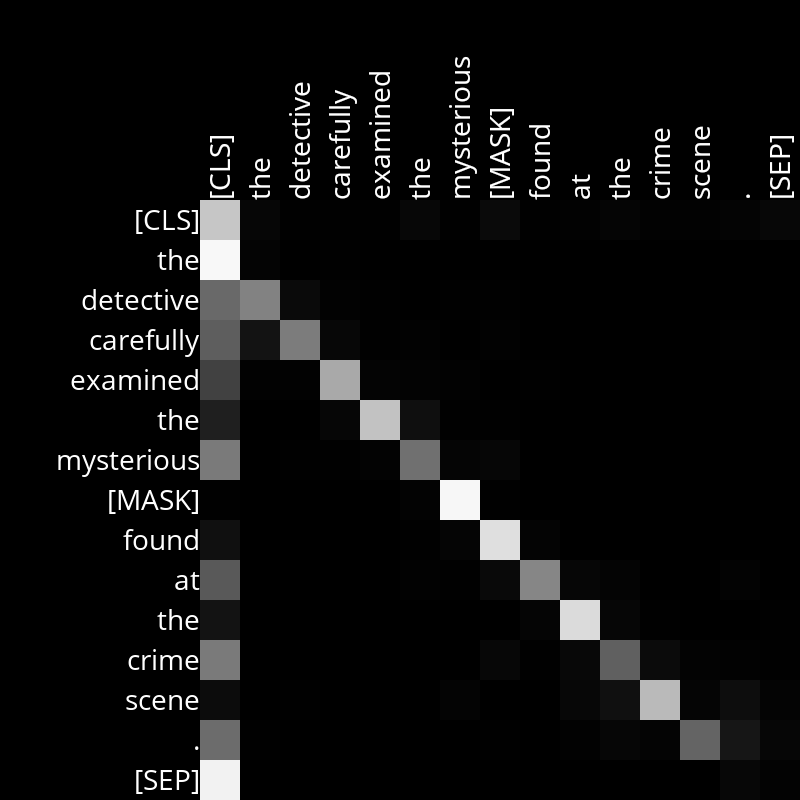 [CLS]
the
detective
carefully
examined
the
mysterious
[MASK]
found
at
the
crime
scene
.
[SEP]
[CLS]
the
detective
carefully
examined
the
mysterious
[MASK]
found
at
the
crime
scene
.
[SEP]